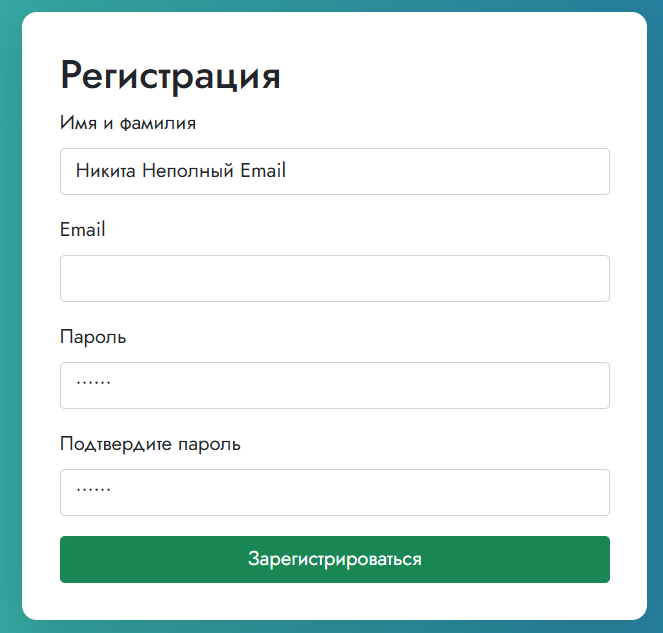 Регистрация
Имя и фамилия
Никита Неполный Email
Email
Пароль
······
Подтвердите пароль
······
Зарегистрироваться